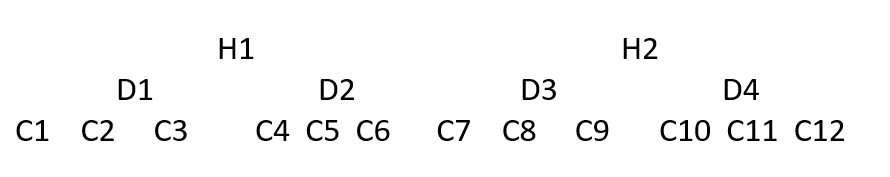 H1 H2
D1 D2 D3 D4
C1 C2 C3 C4 C5 C6 C7 C8 C9 C10 C11 C12